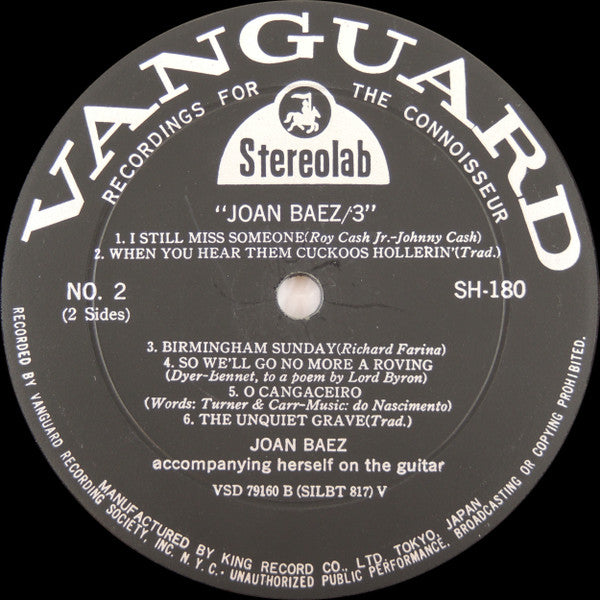 VANGUARD
RECORDINGS FOR THE CONNOISSEUR
Stereolab
"JOAN BAEZ/3"
1. I STILL MISS SOMEONE(Roy Cash Jr.-Johnny Cash)
2. WHEN YOU HEAR THEM CUCKOOS HOLLERIN'(Trad.)
NO. 2
(2 Sides)
SH-180
3. BIRMINGHAM SUNDAY(Richard Farina)
4. SO WE'LL GO NO MORE A ROVING
(Dyer-Bennet, to a poem by Lord Byron)
5. O CANGACEIRO
(Words: Turner & Carr-Music: do Nascimento)
6. THE UNQUIET GRAVE(Trad.)
JOAN BAEZ
accompanying herself on the guitar
VSD 79160 B (SILBT 817) V
MANUFACTURED BY KING RECORD CO., LTD. TOKYO, JAPAN
RECORDED BY VANGUARD RECORDING SOCIETY, INC. N.Y.C. · UNAUTHORIZED PUBLIC PERFORMANCE, BROADCASTING OR COPYING PROHIBITED.